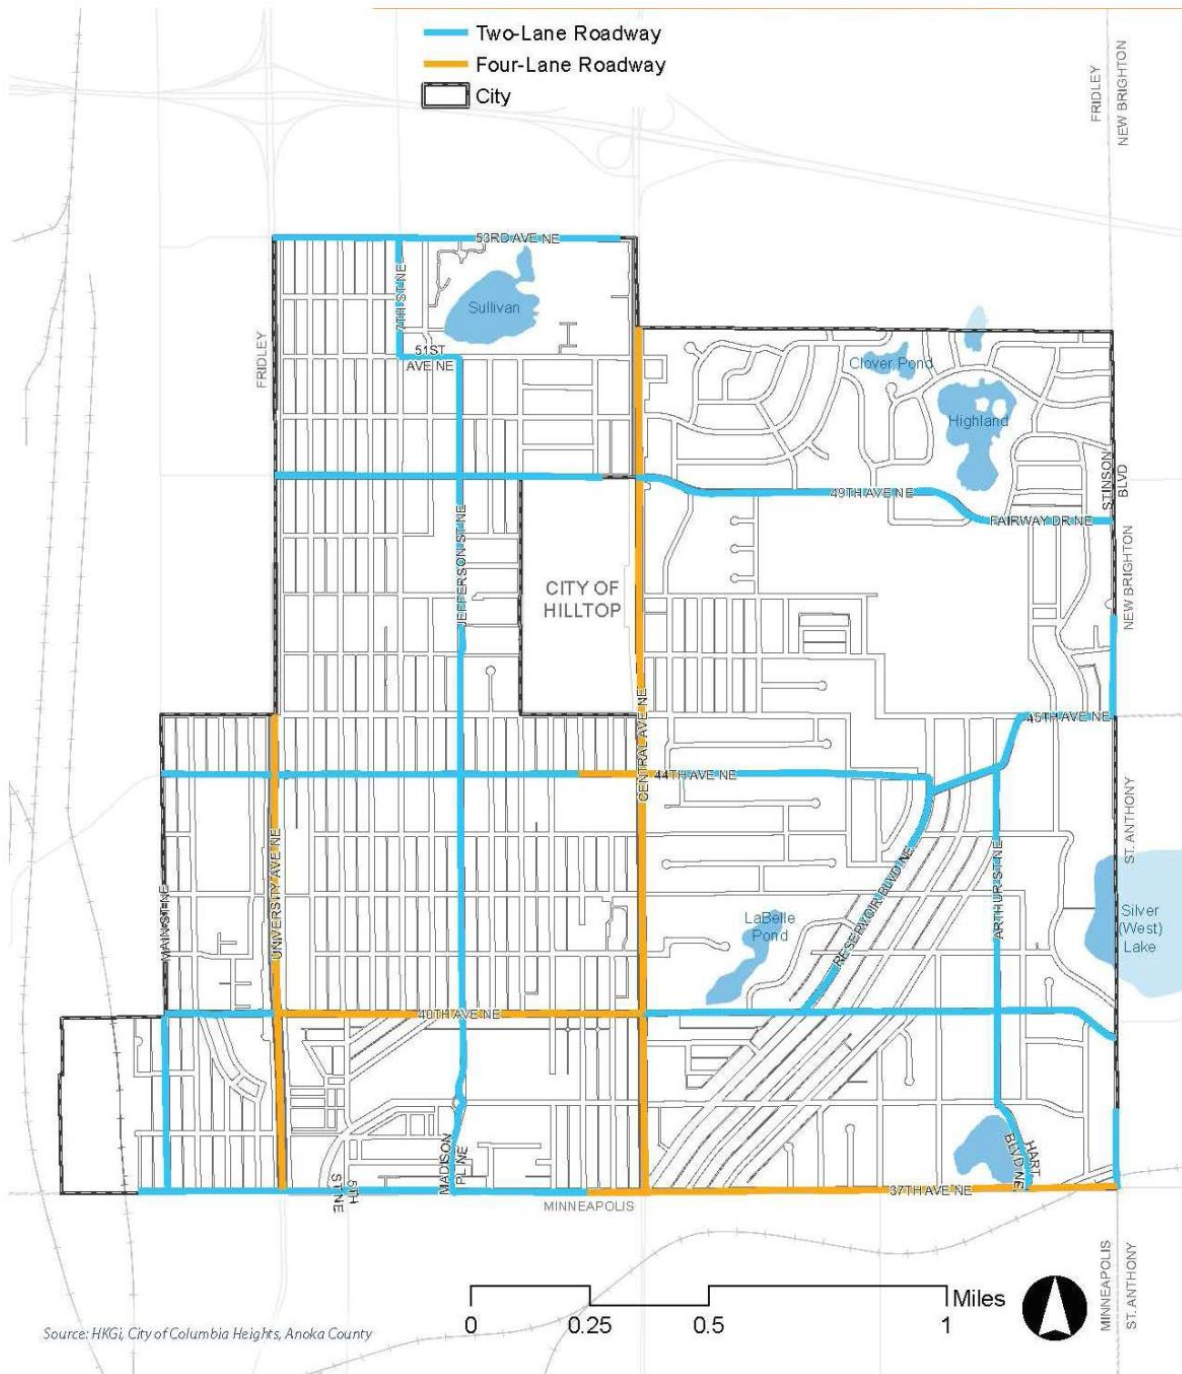 Two-Lane Roadway
Four-Lane Roadway
City
FRIDLEY
NEW BRIGHTON
53RD AVE NE
7TH ST NE
Sullivan
51ST
AVE NE
FRIDLEY
Clover Pond
Highland
STINSON
BLVD
49TH AVE NE
FAIRWAY DR NE
JEFFERSON ST NE
CITY OF
HILLTOP
NEW BRIGHTON
CENTRAL AVE NE
45TH AVE NE
44TH AVE NE
ST. ANTHONY
UNIVERSITY AVE NE
MAIN ST NE
RESERVOIR BLVD NE
ARTHUR ST NE
LaBelle
Pond
Silver
(West)
Lake
40TH AVE NE
MADISON
PL NE
HART
BLVD NE
5TH
ST NE
37TH AVE NE
MINNEAPOLIS
MINNEAPOLIS
ST. ANTHONY
Miles
0 0.25 0.5 1
Source: HKGi, City of Columbia Heights, Anoka County